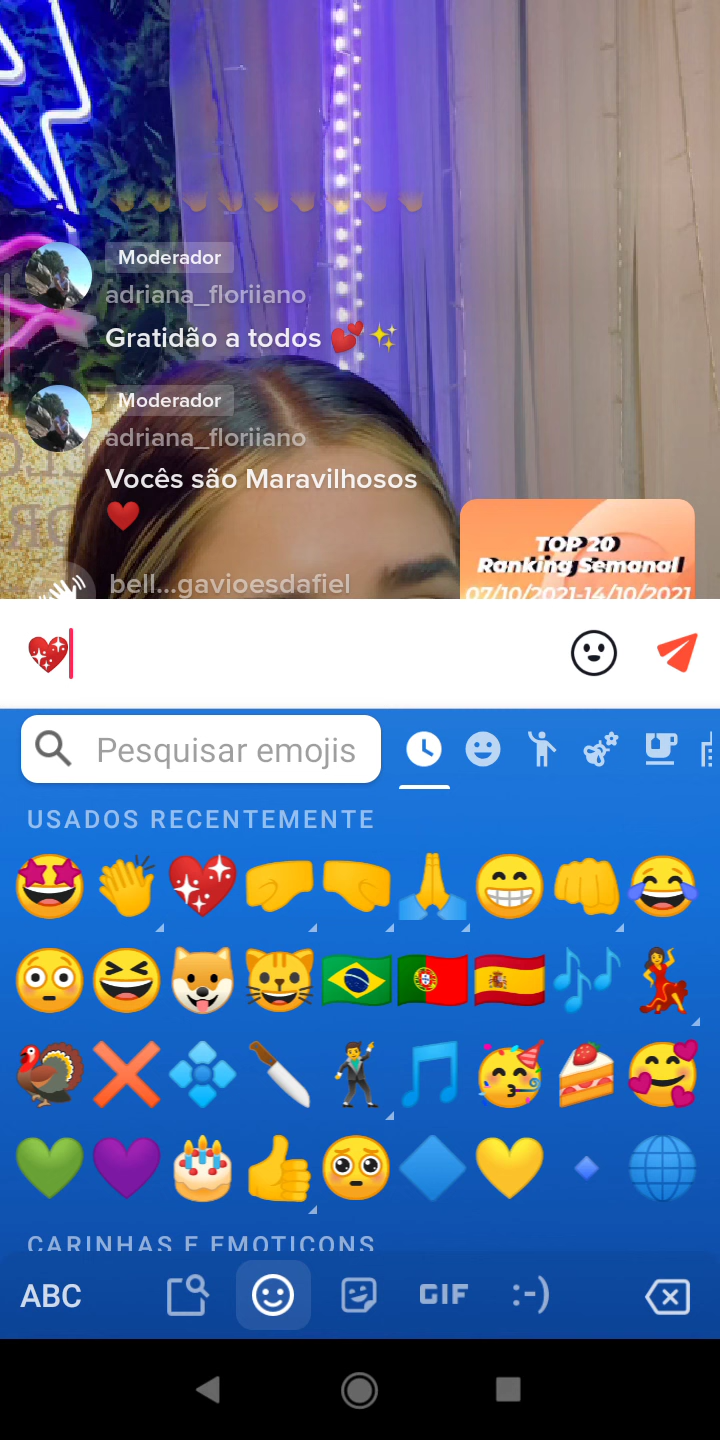 Moderador
adriana_floriiano
Gratidão a todos 💕✨
Moderador
adriana_floriiano
Vocês são Maravilhosos
❤️
bell...gavioesdafiel
TOP 20
Ranking Semanal
07/10/2021-14/10/2021
💖
Pesquisar emojis
USADOS RECENTEMENTE
CARINHAS E EMOTICONS
ABC
GIF
:-)